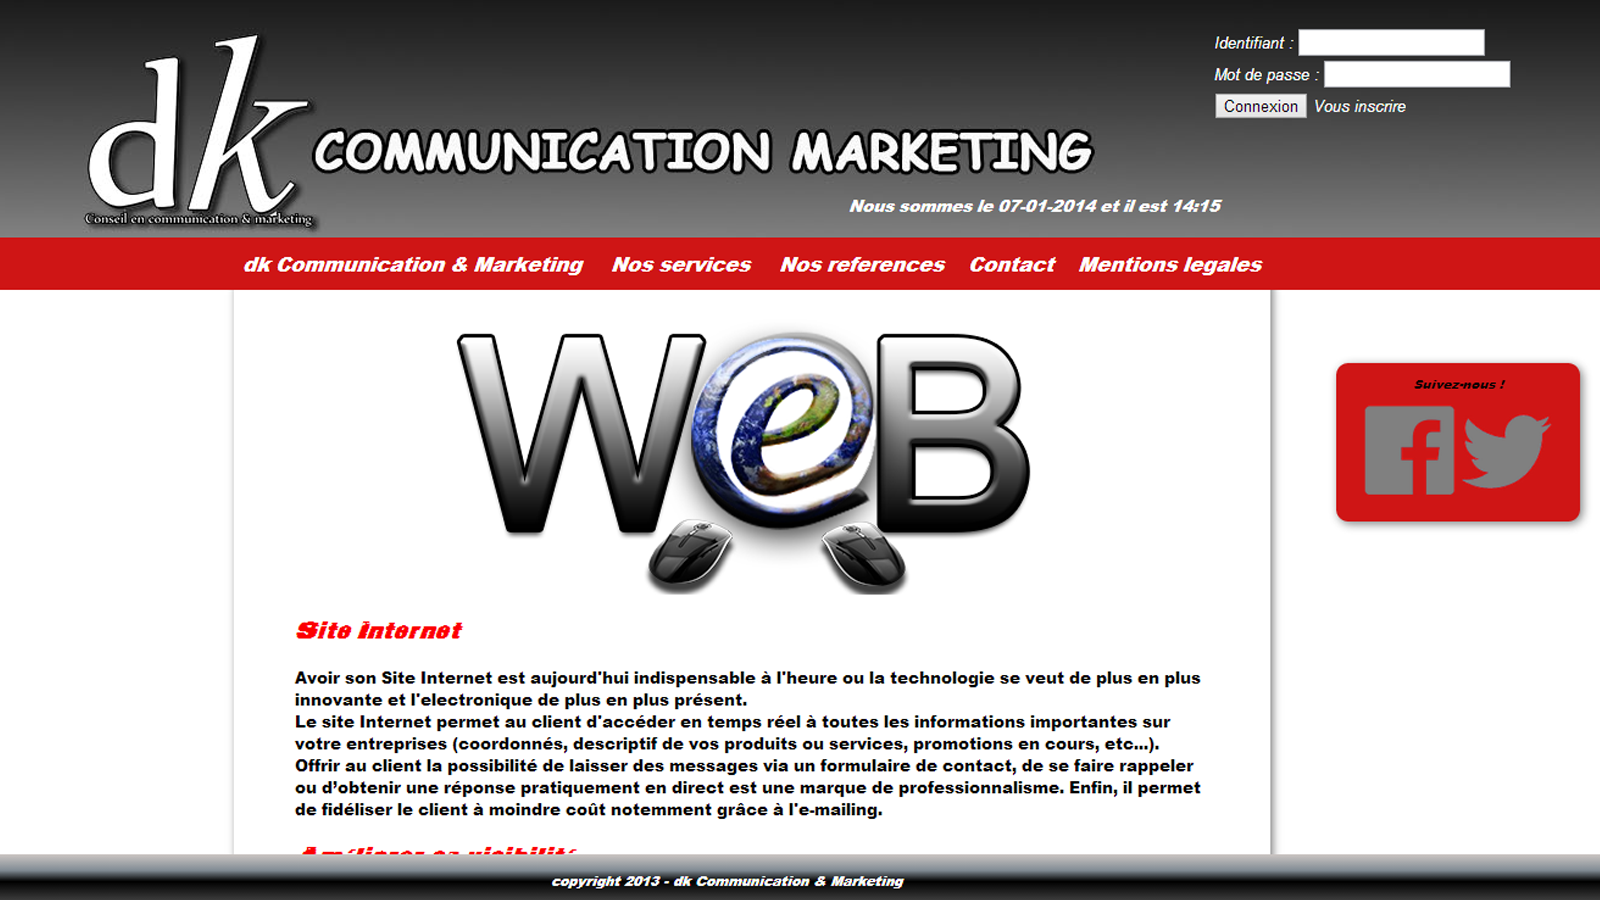 Identifiant :
Mot de passe :
Connexion Vous inscrire
dk
COMMUNICATION MARKETING
Conseil en communication & marketing
Nous sommes le 07-01-2014 et il est 14:15
dk Communication & Marketing Nos services Nos references Contact Mentions legales
WeB
Suivez-nous !
Site Internet
Avoir son Site Internet est aujourd'hui indispensable à l'heure ou la technologie se veut de plus en plus
innovante et l'electronique de plus en plus présent.
Le site Internet permet au client d'accéder en temps réel à toutes les informations importantes sur
votre entreprises (coordonnés, descriptif de vos produits ou services, promotions en cours, etc...).
Offrir au client la possibilité de laisser des messages via un formulaire de contact, de se faire rappeler
ou d’obtenir une réponse pratiquement en direct est une marque de professionnalisme. Enfin, il permet
de fidéliser le client à moindre coût notemment grâce à l'e-mailing.
Améliorer sa visibilité
copyright 2013 - dk Communication & Marketing